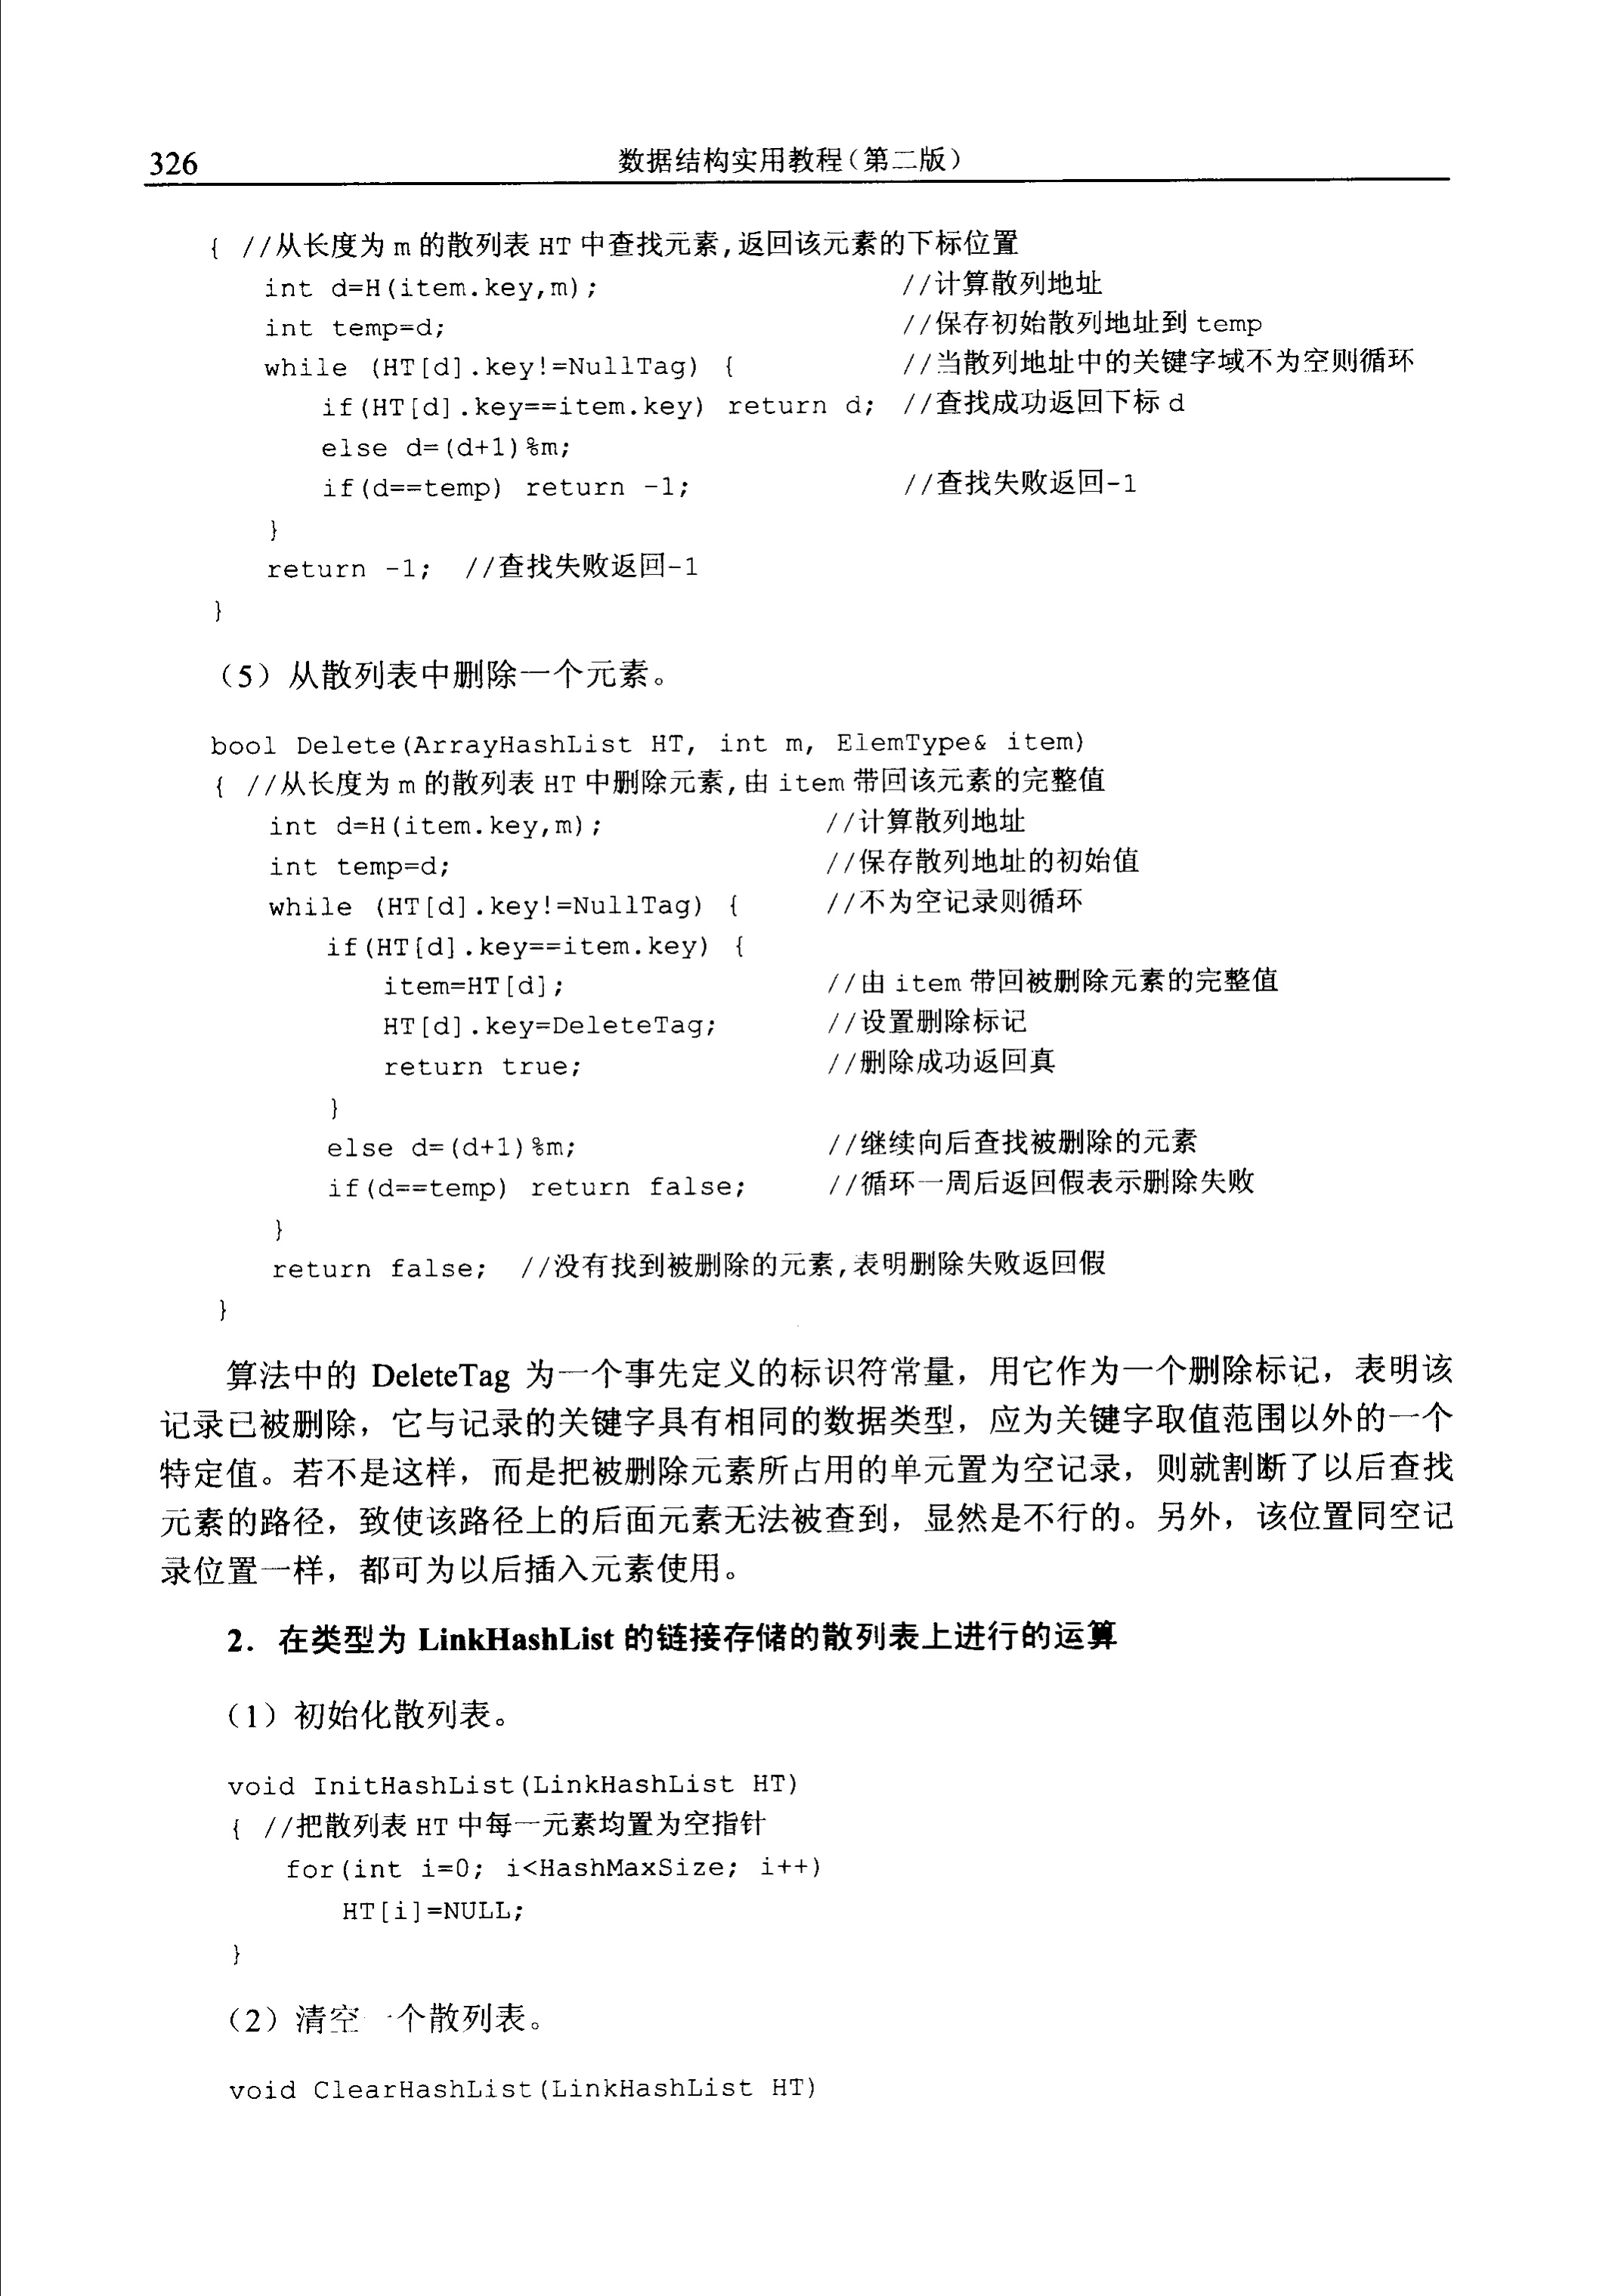 326 数据结构实用教程（第二版）
{ //从长度为 m 的散列表 HT 中查找元素,返回该元素的下标位置
int d=H(item.key,m); //计算散列地址
int temp=d; //保存初始散列地址到 temp
while (HT[d].key!=NullTag) { //当散列地址中的关键字域不为空则循环
if(HT[d].key==item.key) return d; //查找成功返回下标 d
else d=(d+1)%m;
if(d==temp) return -1; //查找失败返回-1
}
return -1; //查找失败返回-1
}
（5）从散列表中删除一个元素。
bool Delete(ArrayHashList HT, int m, ElemType& item)
{ //从长度为 m 的散列表 HT 中删除元素,由 item 带回该元素的完整值
int d=H(item.key,m); //计算散列地址
int temp=d; //保存散列地址的初始值
while (HT[d].key!=NullTag) { //不为空记录则循环
if(HT[d].key==item.key) {
item=HT[d]; //由 item 带回被删除元素的完整值
HT[d].key=DeleteTag; //设置删除标记
return true; //删除成功返回真
}
else d=(d+1)%m; //继续向后查找被删除的元素
if(d==temp) return false; //循环一周后返回假表示删除失败
}
return false; //没有找到被删除的元素,表明删除失败返回假
}
算法中的 DeleteTag 为一个事先定义的标识符常量，用它作为一个删除标记，表明该
记录已被删除，它与记录的关键字具有相同的数据类型，应为关键字取值范围以外的一个
特定值。若不是这样，而是把被删除元素所占用的单元置为空记录，则就割断了以后查找
元素的路径，致使该路径上的后面元素无法被查到，显然是不行的。另外，该位置同空记
录位置一样，都可为以后插入元素使用。
2．在类型为 LinkHashList 的链接存储的散列表上进行的运算
（1）初始化散列表。
void InitHashList(LinkHashList HT)
{ //把散列表 HT 中每一元素均置为空指针
for(int i=0; i<HashMaxSize; i++)
HT[i]=NULL;
}
（2）清空一个散列表。
void ClearHashList(LinkHashList HT)